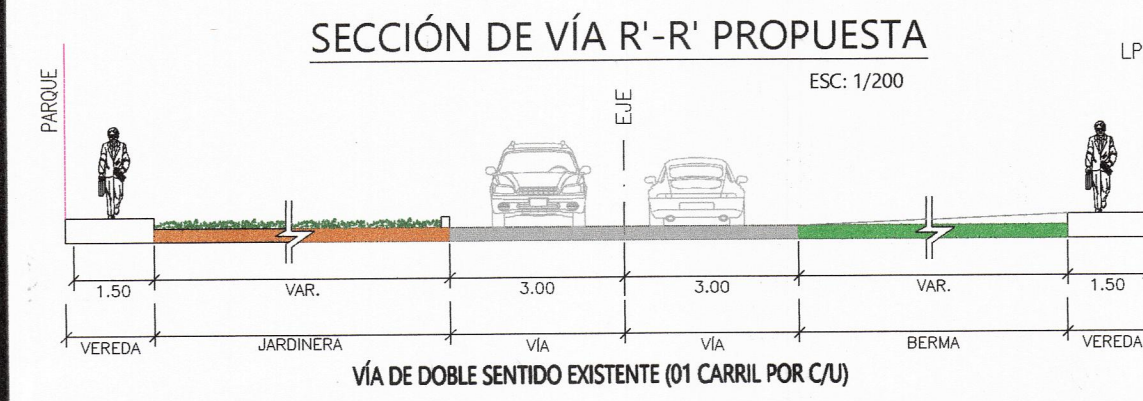 SECCIÓN DE VÍA R'-R' PROPUESTA
ESC: 1/200
LP
PARQUE
EJE
1.50 VAR. 3.00 3.00 VAR. 1.50
VEREDA JARDINERA VÍA VÍA BERMA VEREDA
VÍA DE DOBLE SENTIDO EXISTENTE (01 CARRIL POR C/U)